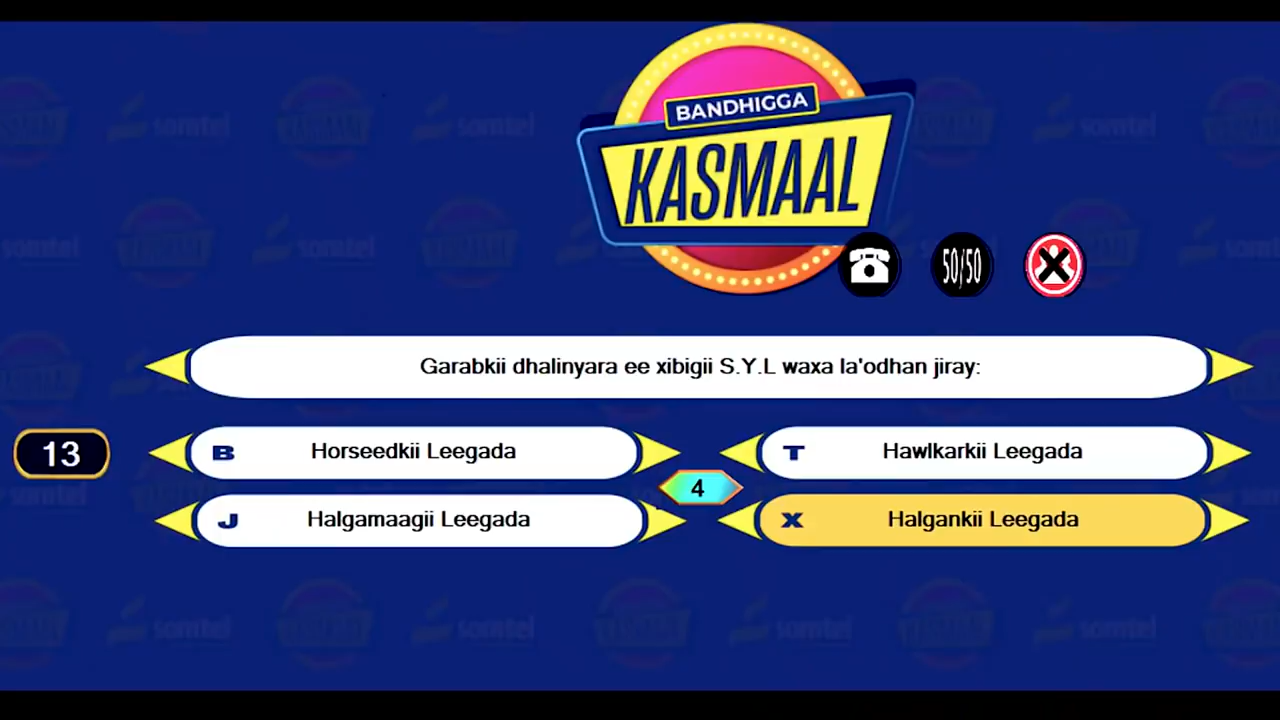 BANDHIGGA
KASMAAL
50/50
Garabkii dhalinyara ee xibigii S.Y.L waxa la'odhan jiray:
13
B Horseedkii Leegada
T Hawlkarkii Leegada
4
J Halgamaagii Leegada
X Halgankii Leegada
somtel